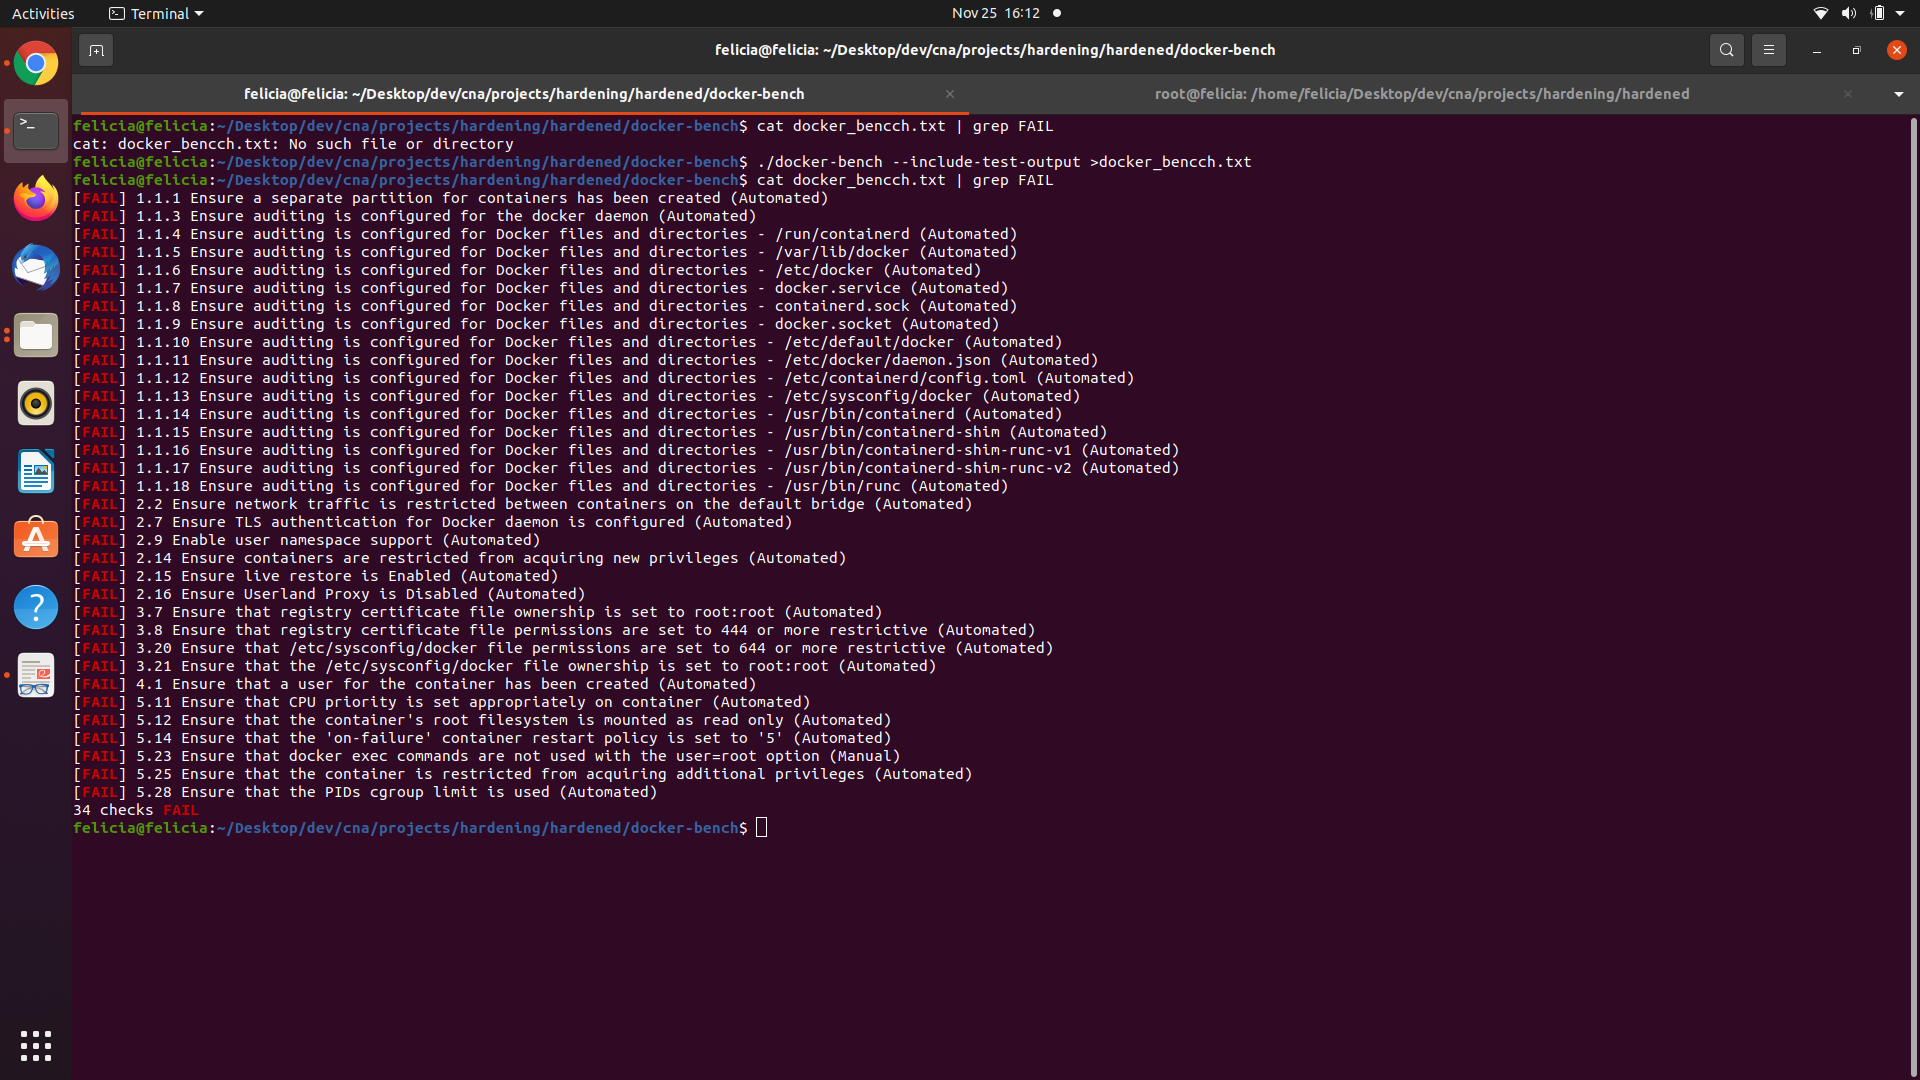 Activities
Terminal
Nov 25 16:12
felicia@felicia: ~/Desktop/dev/cna/projects/hardening/hardened/docker-bench
felicia@felicia: ~/Desktop/dev/cna/projects/hardening/hardened/docker-bench
root@felicia: /home/felicia/Desktop/dev/cna/projects/hardening/hardened
felicia@felicia:~/Desktop/dev/cna/projects/hardening/hardened/docker-bench$ cat docker_bencch.txt | grep FAIL
cat: docker_bencch.txt: No such file or directory
felicia@felicia:~/Desktop/dev/cna/projects/hardening/hardened/docker-bench$ ./docker-bench --include-test-output >docker_bencch.txt
felicia@felicia:~/Desktop/dev/cna/projects/hardening/hardened/docker-bench$ cat docker_bencch.txt | grep FAIL
[FAIL] 1.1.1 Ensure a separate partition for containers has been created (Automated)
[FAIL] 1.1.3 Ensure auditing is configured for the docker daemon (Automated)
[FAIL] 1.1.4 Ensure auditing is configured for Docker files and directories - /run/containerd (Automated)
[FAIL] 1.1.5 Ensure auditing is configured for Docker files and directories - /var/lib/docker (Automated)
[FAIL] 1.1.6 Ensure auditing is configured for Docker files and directories - /etc/docker (Automated)
[FAIL] 1.1.7 Ensure auditing is configured for Docker files and directories - docker.service (Automated)
[FAIL] 1.1.8 Ensure auditing is configured for Docker files and directories - containerd.sock (Automated)
[FAIL] 1.1.9 Ensure auditing is configured for Docker files and directories - docker.socket (Automated)
[FAIL] 1.1.10 Ensure auditing is configured for Docker files and directories - /etc/default/docker (Automated)
[FAIL] 1.1.11 Ensure auditing is configured for Docker files and directories - /etc/docker/daemon.json (Automated)
[FAIL] 1.1.12 Ensure auditing is configured for Docker files and directories - /etc/containerd/config.toml (Automated)
[FAIL] 1.1.13 Ensure auditing is configured for Docker files and directories - /etc/sysconfig/docker (Automated)
[FAIL] 1.1.14 Ensure auditing is configured for Docker files and directories - /usr/bin/containerd (Automated)
[FAIL] 1.1.15 Ensure auditing is configured for Docker files and directories - /usr/bin/containerd-shim (Automated)
[FAIL] 1.1.16 Ensure auditing is configured for Docker files and directories - /usr/bin/containerd-shim-runc-v1 (Automated)
[FAIL] 1.1.17 Ensure auditing is configured for Docker files and directories - /usr/bin/containerd-shim-runc-v2 (Automated)
[FAIL] 1.1.18 Ensure auditing is configured for Docker files and directories - /usr/bin/runc (Automated)
[FAIL] 2.2 Ensure network traffic is restricted between containers on the default bridge (Automated)
[FAIL] 2.7 Ensure TLS authentication for Docker daemon is configured (Automated)
[FAIL] 2.9 Enable user namespace support (Automated)
[FAIL] 2.14 Ensure containers are restricted from acquiring new privileges (Automated)
[FAIL] 2.15 Ensure live restore is Enabled (Automated)
[FAIL] 2.16 Ensure Userland Proxy is Disabled (Automated)
[FAIL] 3.7 Ensure that registry certificate file ownership is set to root:root (Automated)
[FAIL] 3.8 Ensure that registry certificate file permissions are set to 444 or more restrictive (Automated)
[FAIL] 3.20 Ensure that /etc/sysconfig/docker file permissions are set to 644 or more restrictive (Automated)
[FAIL] 3.21 Ensure that the /etc/sysconfig/docker file ownership is set to root:root (Automated)
[FAIL] 4.1 Ensure that a user for the container has been created (Automated)
[FAIL] 5.11 Ensure that CPU priority is set appropriately on container (Automated)
[FAIL] 5.12 Ensure that the container's root filesystem is mounted as read only (Automated)
[FAIL] 5.14 Ensure that the 'on-failure' container restart policy is set to '5' (Automated)
[FAIL] 5.23 Ensure that docker exec commands are not used with the user=root option (Manual)
[FAIL] 5.25 Ensure that the container is restricted from acquiring additional privileges (Automated)
[FAIL] 5.28 Ensure that the PIDs cgroup limit is used (Automated)
34 checks FAIL
felicia@felicia:~/Desktop/dev/cna/projects/hardening/hardened/docker-bench$